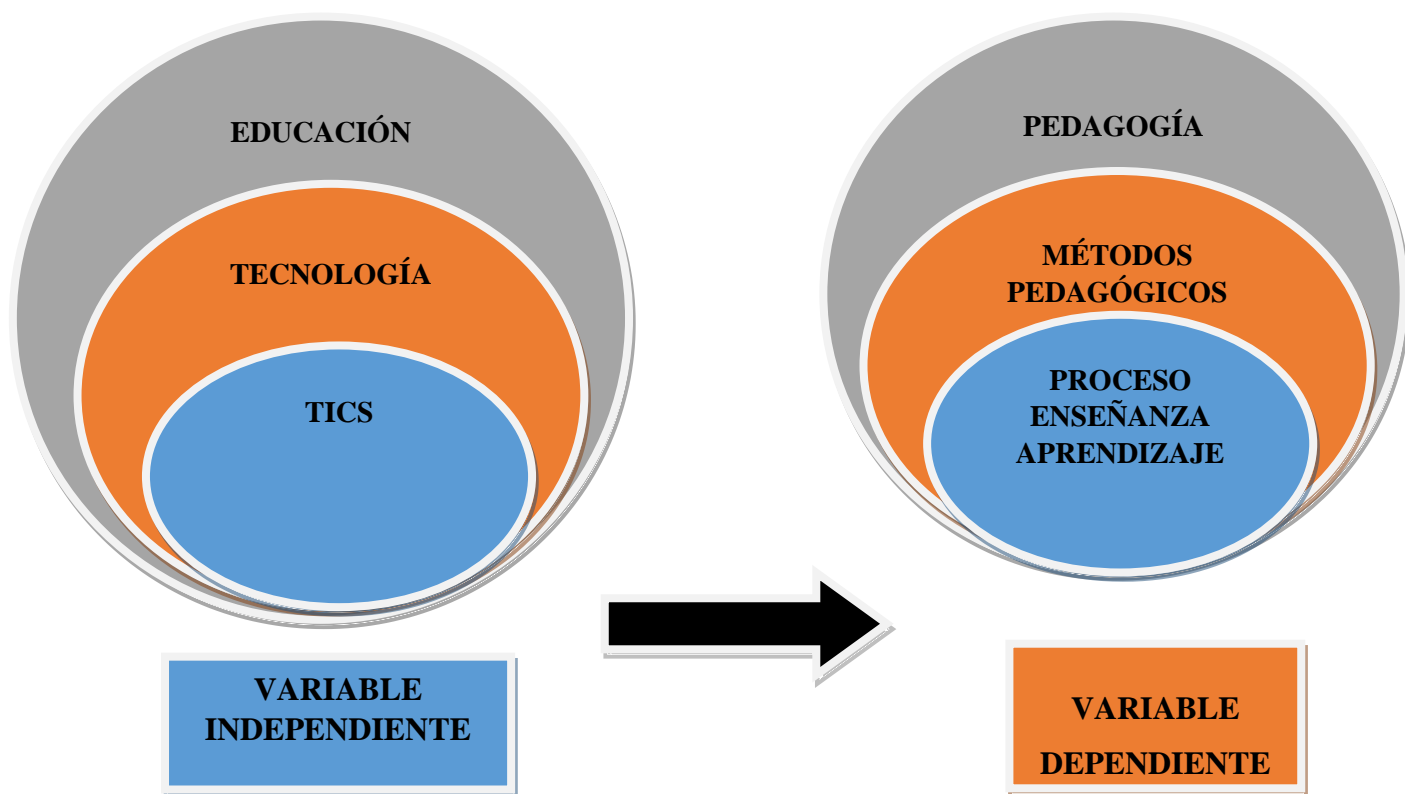 EDUCACIÓN
TECNOLOGÍA
TICS
VARIABLE
INDEPENDIENTE
PEDAGOGÍA
MÉTODOS
PEDAGÓGICOS
PROCESO
ENSEÑANZA
APRENDIZAJE
VARIABLE
DEPENDIENTE